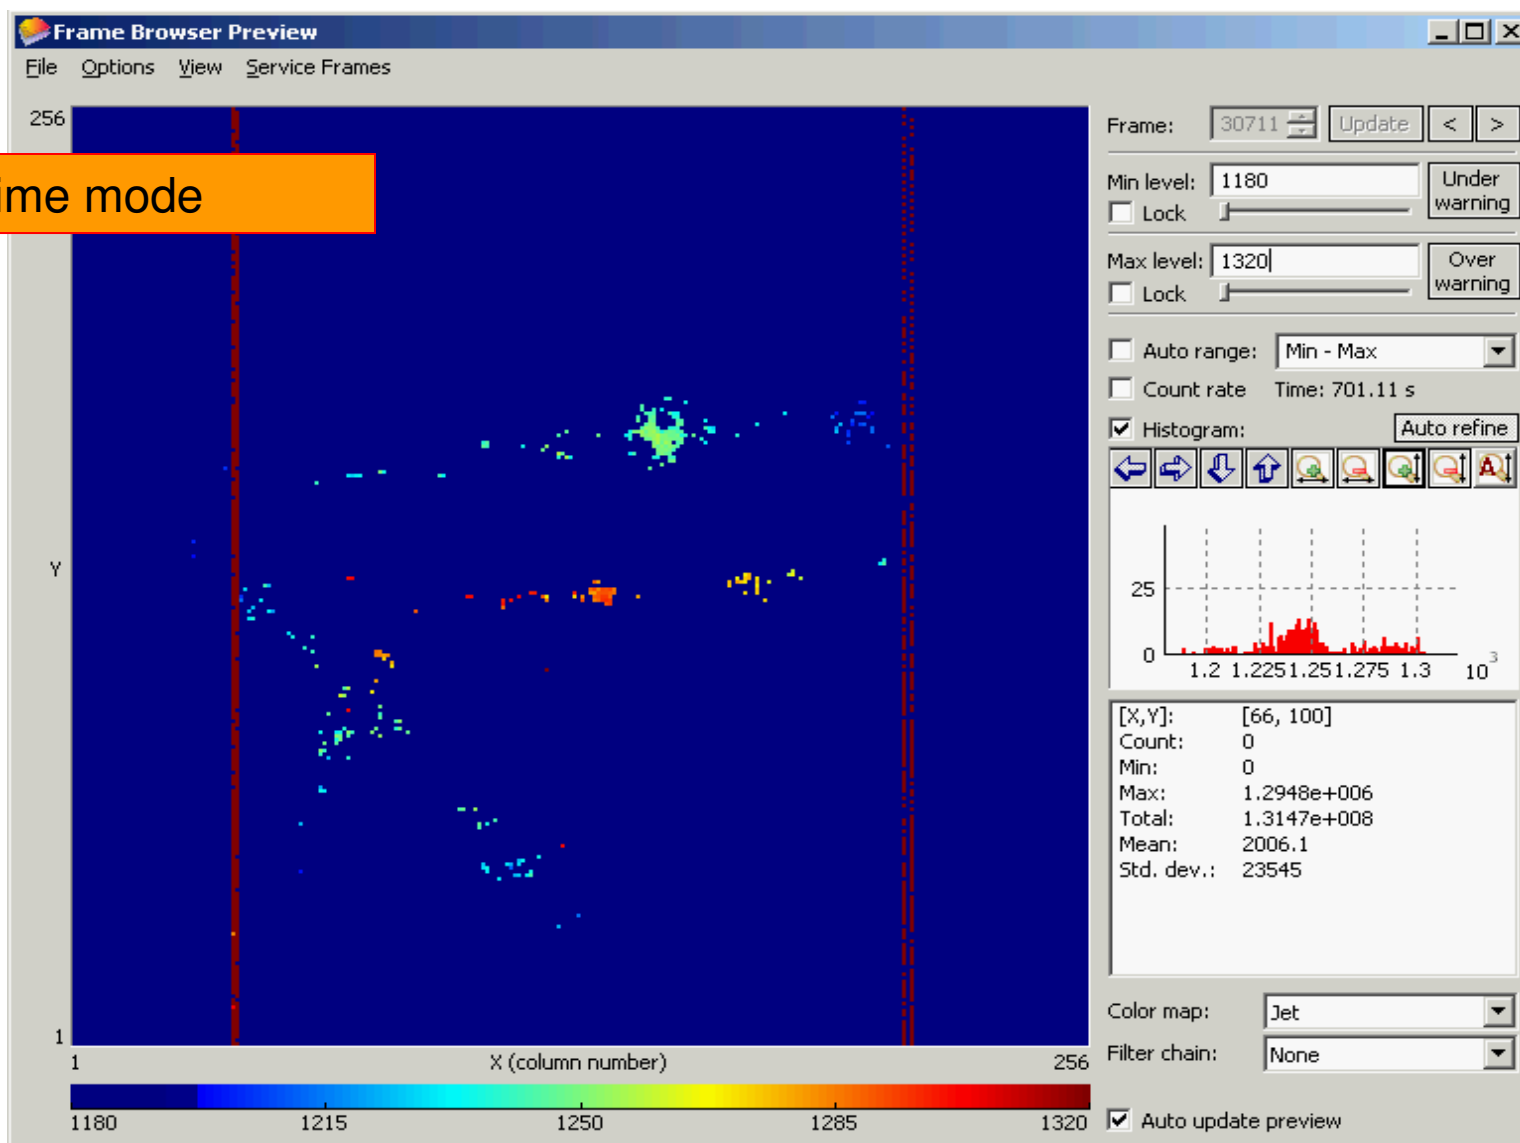 Frame Browser Preview
File Options View Service Frames
256
ime mode
Y
1
1 X (column number) 256
1180 1215 1250 1285 1320
Frame: 30711 Update < >
Min level: 1180 Under warning
Lock
Max level: 1320 Over warning
Lock
Auto range: Min - Max
Count rate Time: 701.11 s
Histogram: Auto refine
A
25
0
1.2 1.225 1.25 1.275 1.3 10^3
[X,Y]: [66, 100]
Count: 0
Min: 0
Max: 1.2948e+006
Total: 1.3147e+008
Mean: 2006.1
Std. dev.: 23545
Color map: Jet
Filter chain: None
Auto update preview